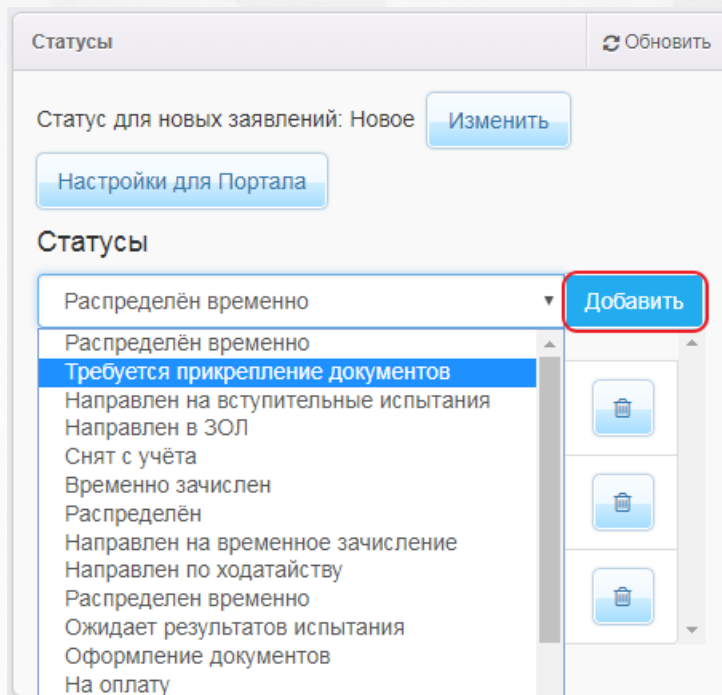 Статусы
Обновить
Статус для новых заявлений: Новое
Изменить
Настройки для Портала
Статусы
Распределён временно
Добавить
Распределён временно
Требуется прикрепление документов
Направлен на вступительные испытания
Направлен в ЗОЛ
Снят с учёта
Временно зачислен
Распределён
Направлен на временное зачисление
Направлен по ходатайству
Распределен временно
Ожидает результатов испытания
Оформление документов
На оплату